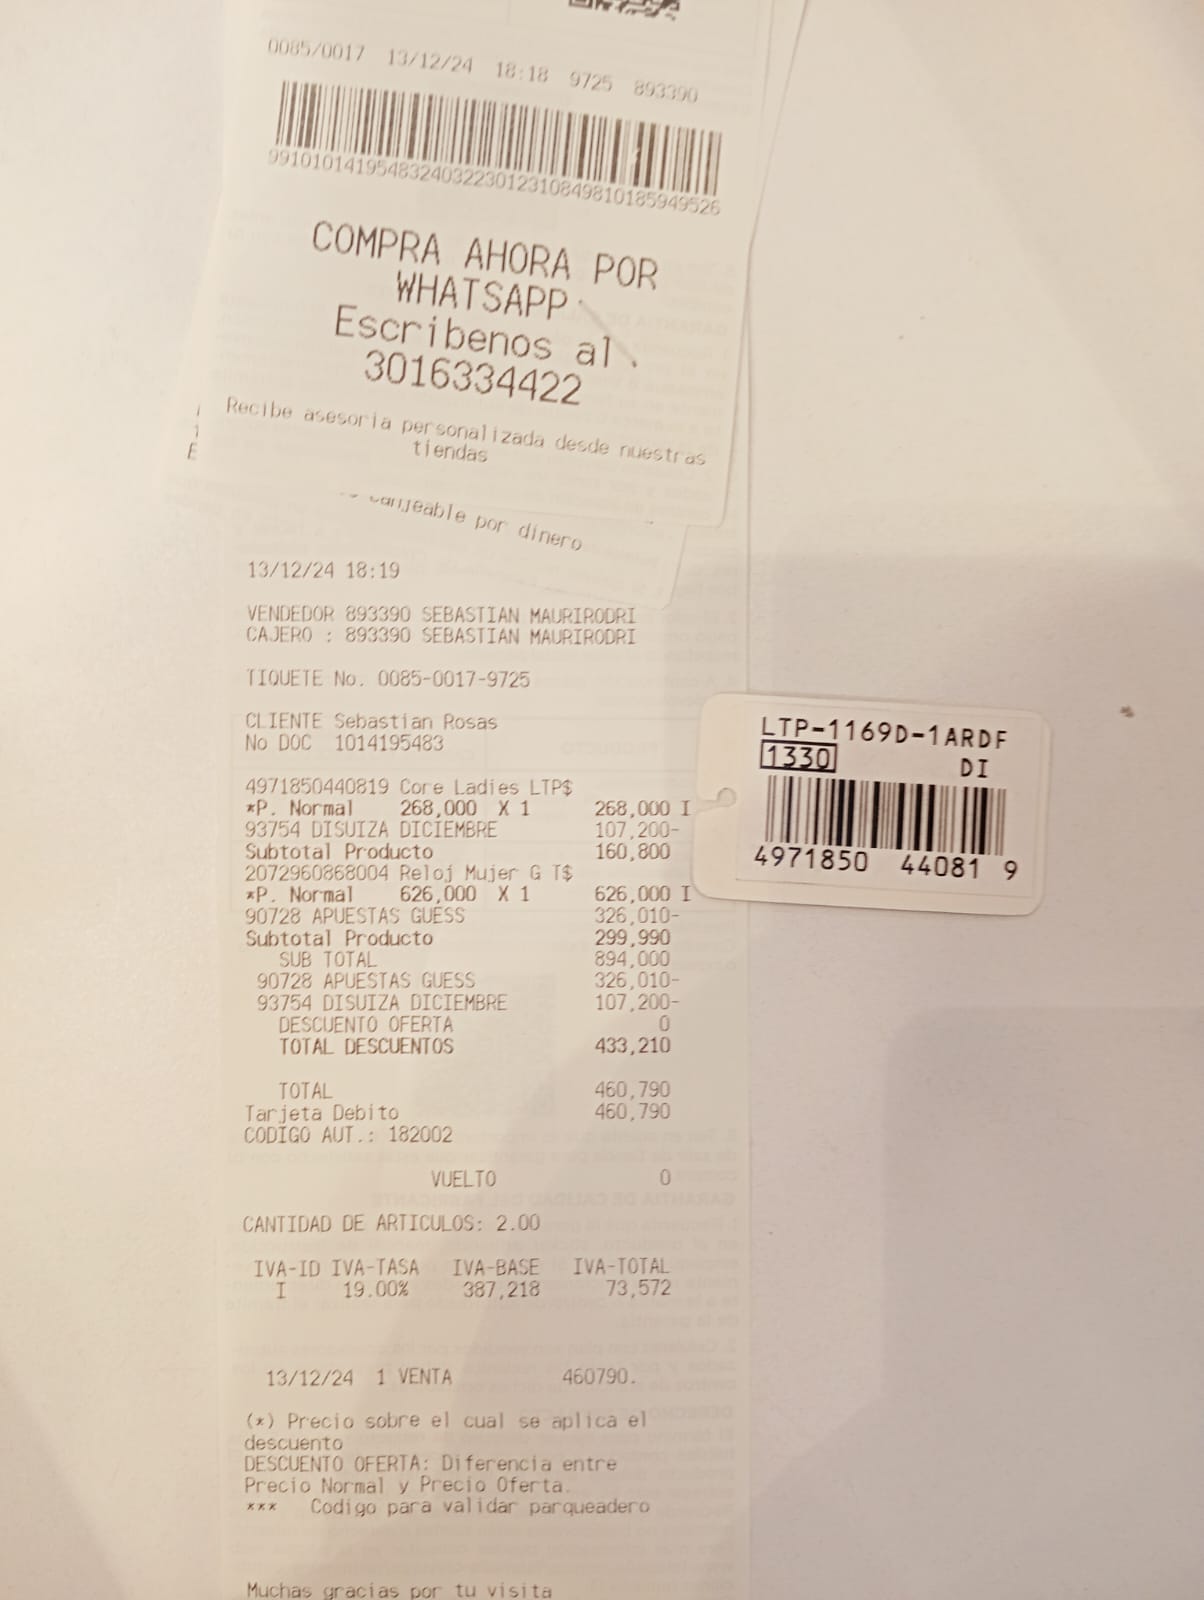 0085/0017 13/12/24 18:18 9725 893390
9910101419548324032230123108498101859495​26
COMPRA AHORA POR
WHATSAPP
Escribenos al.
3016334422
Recibe asesoria personalizada desde nuestras
tiendas
canjeable por dinero
13/12/24 18:19
VENDEDOR 893390 SEBASTIAN MAURIRODRI
CAJERO : 893390 SEBASTIAN MAURIRODRI
TIQUETE No. 0085-0017-9725
CLIENTE Sebastian Rosas
No DOC 1014195483
4971850440819 Core Ladies LTP$
*P. Normal 268,000 X 1 268,000 I
93754 DISUIZA DICIEMBRE 107,200-
Subtotal Producto 160,800
2072960868004 Reloj Mujer G T$
*P. Normal 626,000 X 1 626,000 I
90728 APUESTAS GUESS 326,010-
Subtotal Producto 299,990
SUB TOTAL 894,000
90728 APUESTAS GUESS 326,010-
93754 DISUIZA DICIEMBRE 107,200-
DESCUENTO OFERTA 0
TOTAL DESCUENTOS 433,210
TOTAL 460,790
Tarjeta Debito 460,790
CODIGO AUT.: 182002
VUELTO 0
CANTIDAD DE ARTICULOS: 2.00
IVA-ID IVA-TASA IVA-BASE IVA-TOTAL
I 19.00% 387,218 73,572
13/12/24 1 VENTA 460790.
(*) Precio sobre el cual se aplica el
descuento
DESCUENTO OFERTA: Diferencia entre
Precio Normal y Precio Oferta.
*** Codigo para validar parqueadero
Muchas gracias por tu visita
LTP-1169D-1ARDF
1330 DI
4971850 44081 9